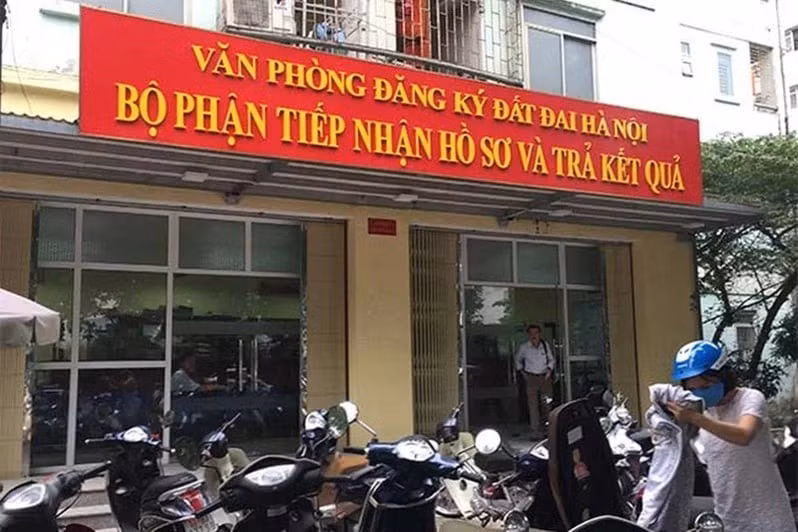 VĂN PHÒNG ĐĂNG KÝ ĐẤT ĐAI HÀ NỘI
BỘ PHẬN TIẾP NHẬN HỒ SƠ VÀ TRẢ KẾT QUẢ